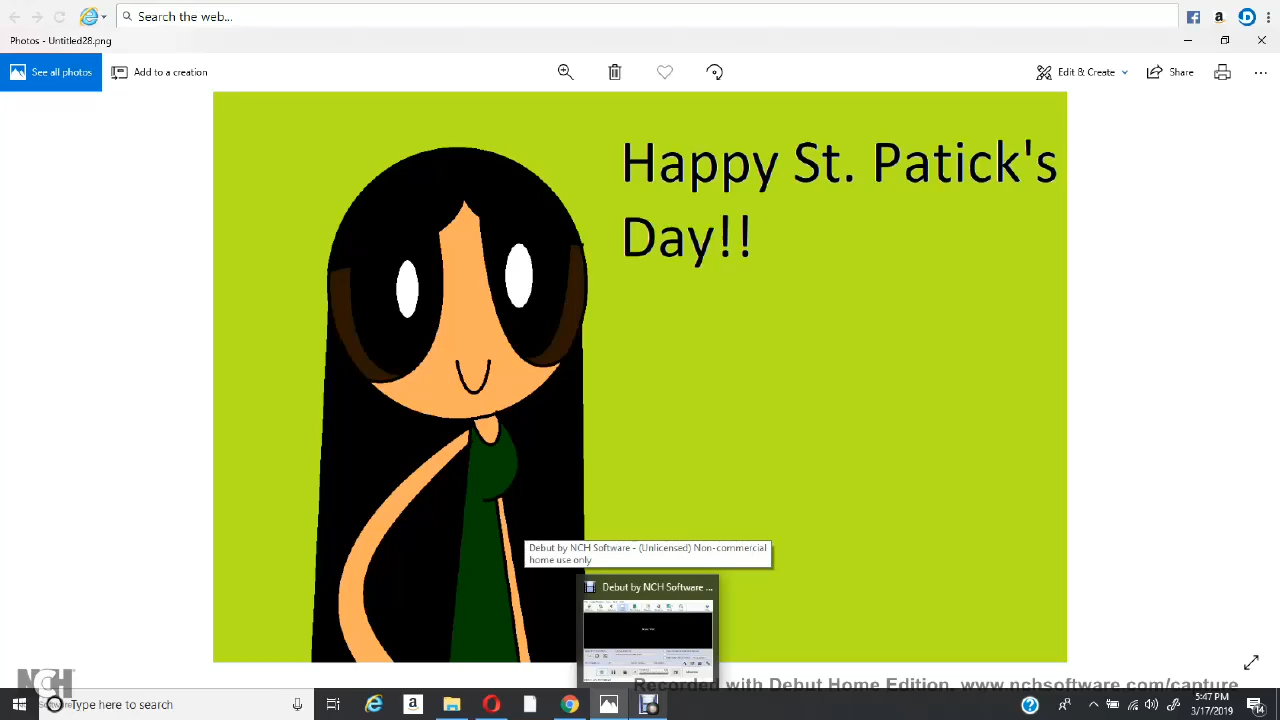 Search the web...
Photos - Untitled28.png
See all photos
Add to a creation
Edit & Create
Share
Happy St. Patick's
Day!!
Debut by NCH Software - (Unlicensed) Non-commercial
home use only
Debut by NCH Software ...
NCH
Software
Recorded with Debut Home Edition. www.nchsoftware.com/capture
Type here to search
5:47 PM
3/17/2019